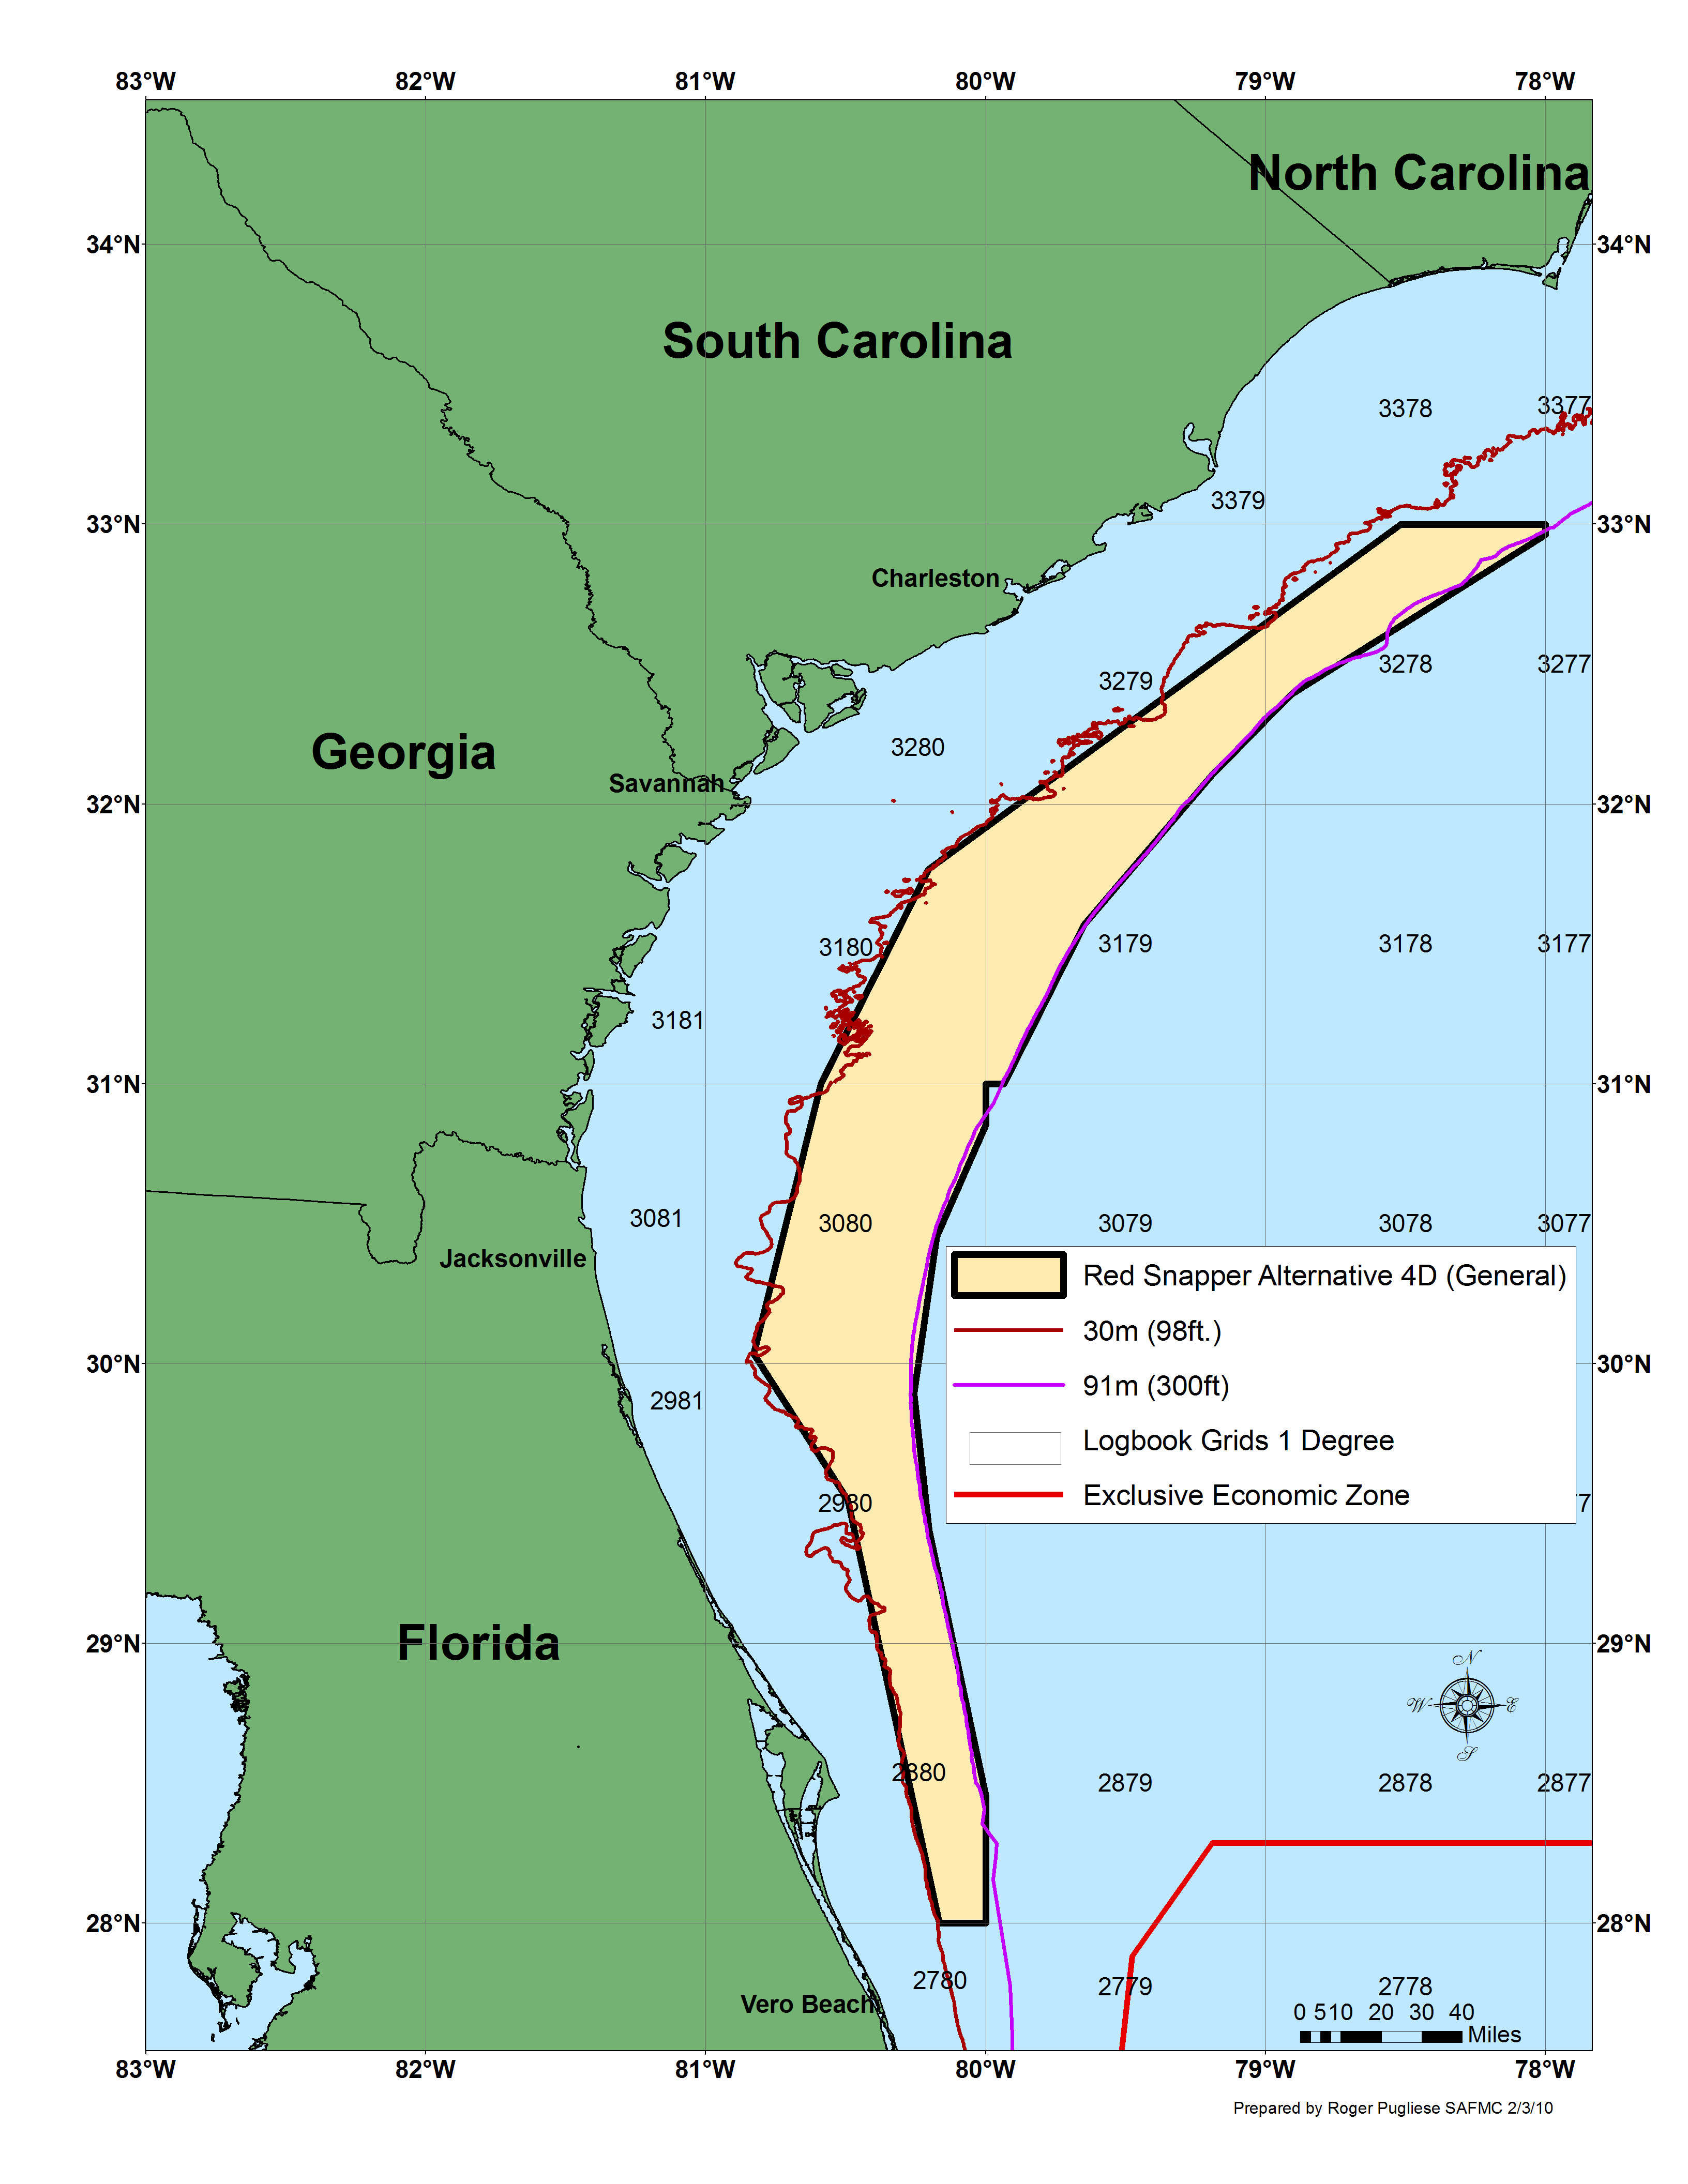 83°W 82°W 81°W 80°W 79°W 78°W
North Carolina
34°N 34°N
South Carolina
3378 3377
3379
33°N 33°N
Charleston
3278 3277
3279
Georgia
3280
Savannah
32°N 32°N
3180 3179 3178 3177
3181
31°N 31°N
3081 3080 3079 3078 3077
Jacksonville
Red Snapper Alternative 4D (General)
30m (98ft.)
30°N 30°N
91m (300ft)
2981
Logbook Grids 1 Degree
2980 7
Exclusive Economic Zone
29°N 29°N
Florida
N
W E
S
2880 2879 2878 2877
28°N 28°N
2780 2779 2778
Vero Beach
0 5 10 20 30 40
Miles
83°W 82°W 81°W 80°W 79°W 78°W
Prepared by Roger Pugliese SAFMC 2/3/10